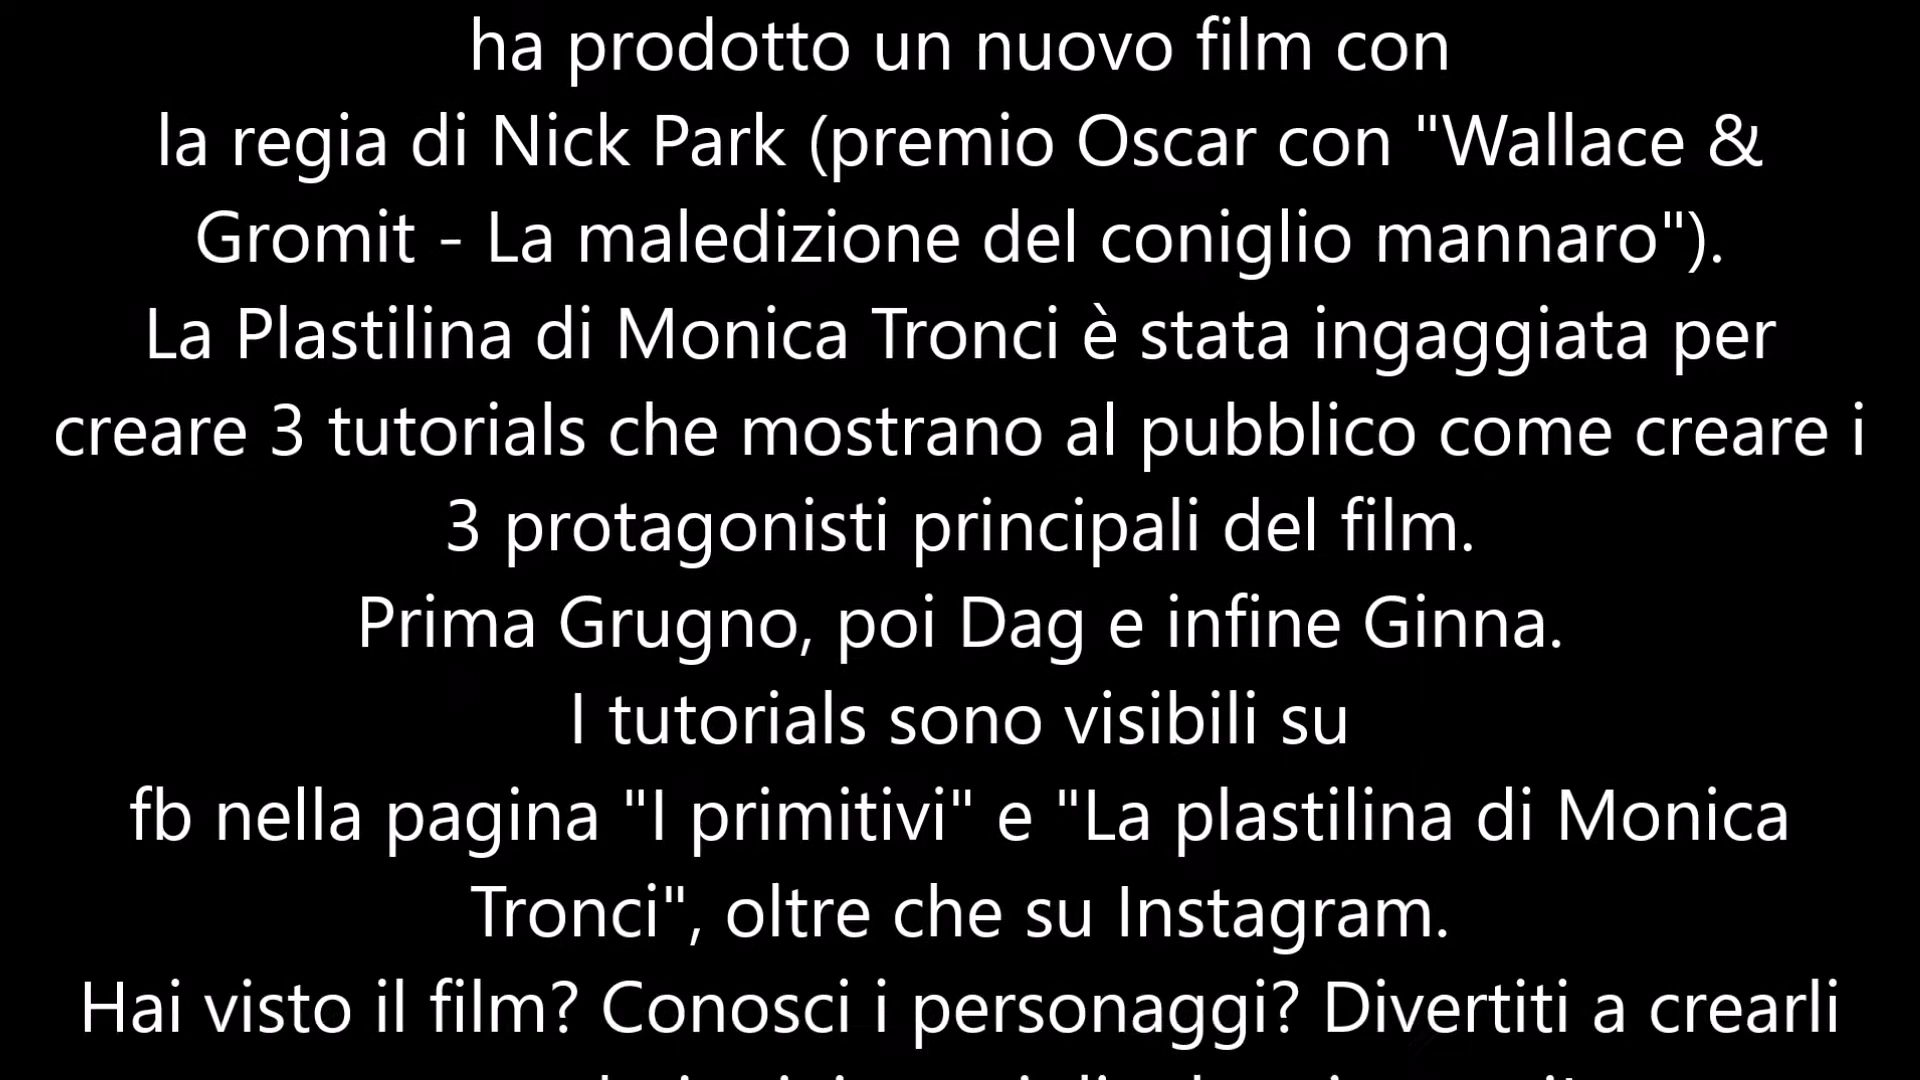 ha prodotto un nuovo film con
la regia di Nick Park (premio Oscar con "Wallace &
Gromit - La maledizione del coniglio mannaro").
La Plastilina di Monica Tronci è stata ingaggiata per
creare 3 tutorials che mostrano al pubblico come creare i
3 protagonisti principali del film.
Prima Grugno, poi Dag e infine Ginna.
I tutorials sono visibili su
fb nella pagina "I primitivi" e "La plastilina di Monica
Tronci", oltre che su Instagram.
Hai visto il film? Conosci i personaggi? Divertiti a crearli